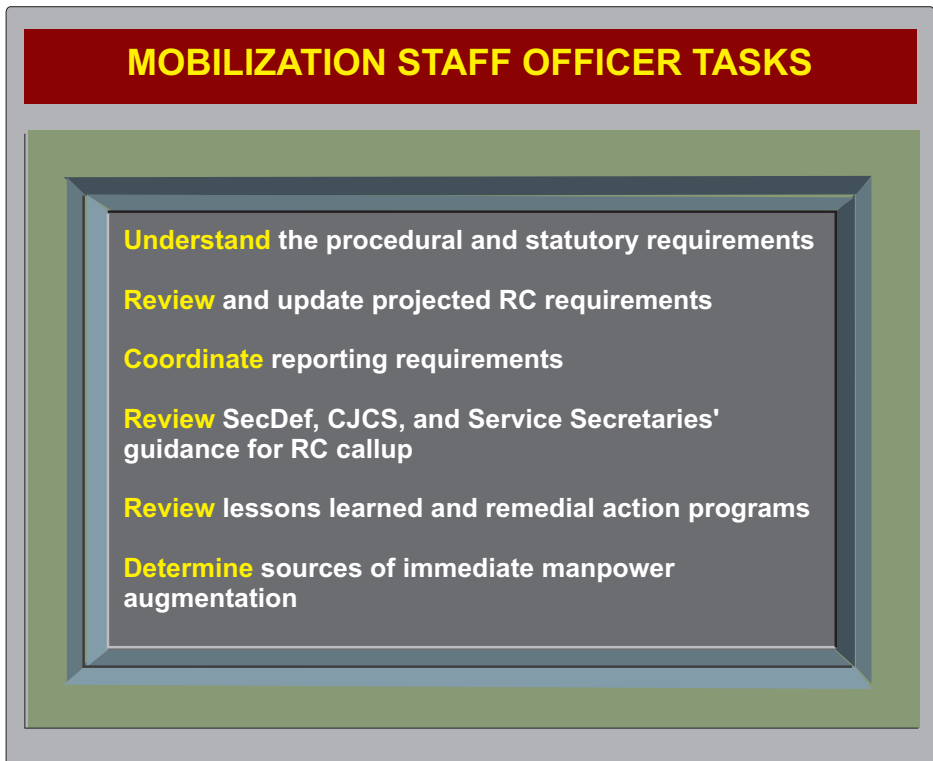 MOBILIZATION STAFF OFFICER TASKS
Understand the procedural and statutory requirements
Review and update projected RC requirements
Coordinate reporting requirements
Review SecDef, CJCS, and Service Secretaries'
guidance for RC callup
Review lessons learned and remedial action programs
Determine sources of immediate manpower
augmentation